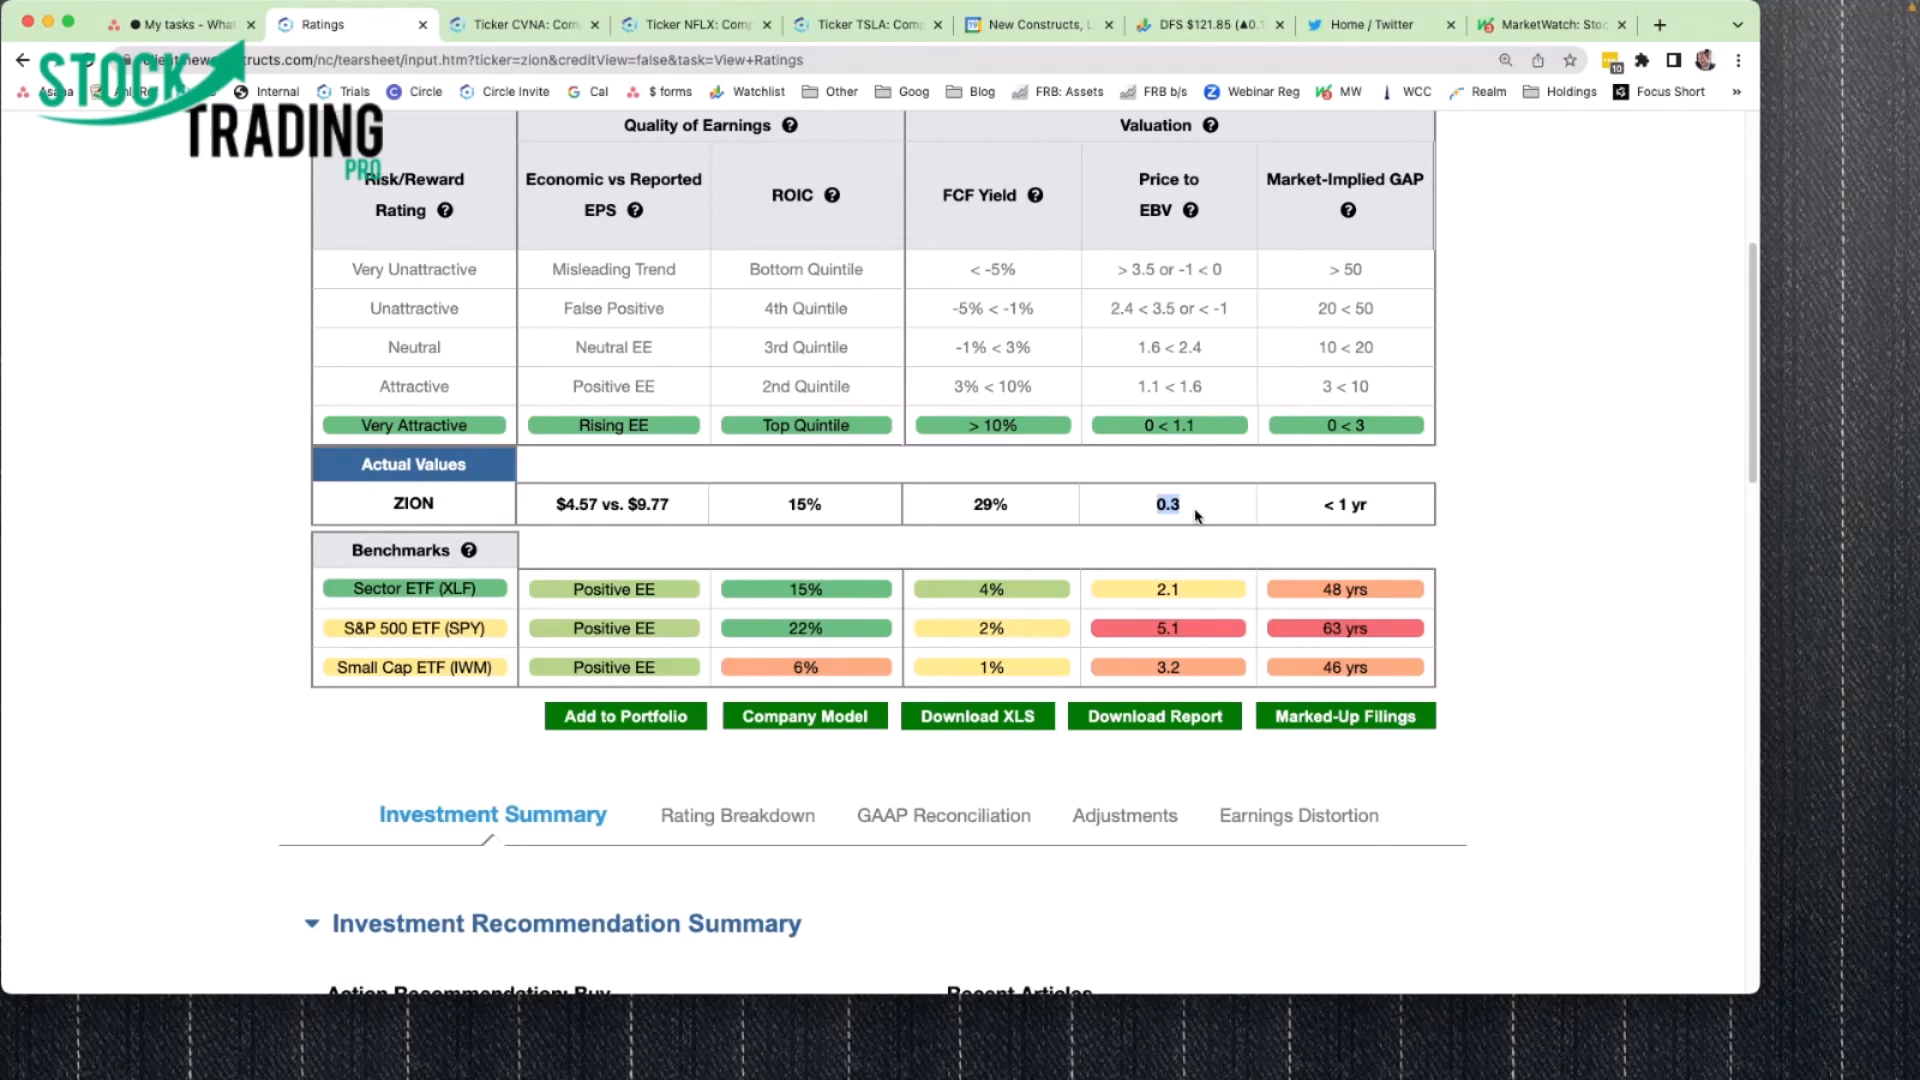 My tasks - What
Ratings
Ticker CVNA: Com
Ticker NFLX: Comp
Ticker TSLA: Comp
New Constructs, L
DFS $121.85 (▲0.1
Home / Twitter
MarketWatch: Stoc
ructs.com/nc/tearsheet/input.htm?ticker=zion&creditView=false&task=View+Ratings
10
Asana
Internal
Trials
Circle
Circle Invite
Cal
$ forms
Watchlist
Other
Goog
Blog
FRB: Assets
FRB b/s
Webinar Reg
MW
WCC
Realm
Holdings
Focus Short
»
STOCK
TRADING
PRO
Quality of Earnings
Valuation
Risk/Reward
Rating
Economic vs Reported
EPS
ROIC
FCF Yield
Price to
EBV
Market-Implied GAP
Very Unattractive Misleading Trend Bottom Quintile < -5% > 3.5 or -1 < 0 > 50
Unattractive False Positive 4th Quintile -5% < -1% 2.4 < 3.5 or < -1 20 < 50
Neutral Neutral EE 3rd Quintile -1% < 3% 1.6 < 2.4 10 < 20
Attractive Positive EE 2nd Quintile 3% < 10% 1.1 < 1.6 3 < 10
Very Attractive Rising EE Top Quintile > 10% 0 < 1.1 0 < 3
Actual Values
ZION $4.57 vs. $9.77 15% 29% 0.3 < 1 yr
Benchmarks
Sector ETF (XLF) Positive EE 15% 4% 2.1 48 yrs
S&P 500 ETF (SPY) Positive EE 22% 2% 5.1 63 yrs
Small Cap ETF (IWM) Positive EE 6% 1% 3.2 46 yrs
Add to Portfolio Company Model Download XLS Download Report Marked-Up Filings
Investment Summary Rating Breakdown GAAP Reconciliation Adjustments Earnings Distortion
Investment Recommendation Summary
Action Recommendation: Buy
Recent Articles